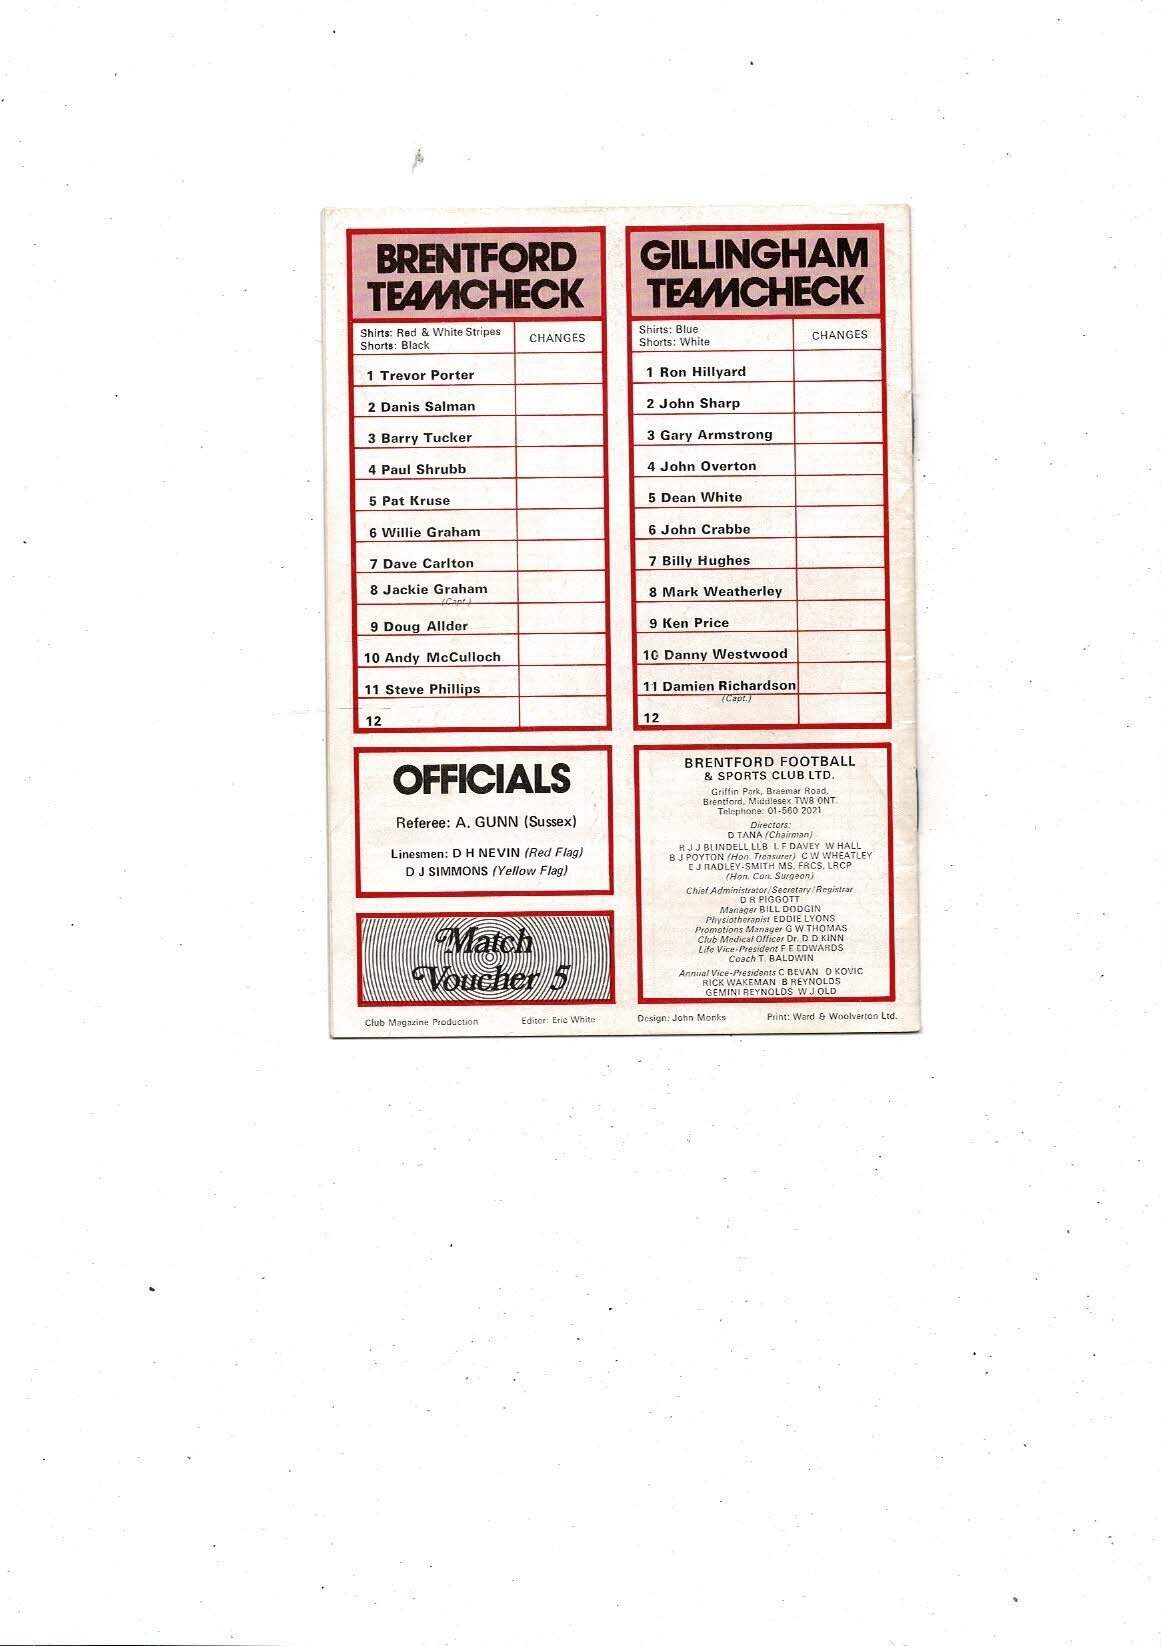 BRENTFORD
TEAMCHECK
Shirts: Red & White Stripes
Shorts: Black
CHANGES
1 Trevor Porter
2 Danis Salman
3 Barry Tucker
4 Paul Shrubb
5 Pat Kruse
6 Willie Graham
7 Dave Carlton
8 Jackie Graham
(Capt.)
9 Doug Allder
10 Andy McCulloch
11 Steve Phillips
12
GILLINGHAM
TEAMCHECK
Shirts: Blue
Shorts: White
CHANGES
1 Ron Hillyard
2 John Sharp
3 Gary Armstrong
4 John Overton
5 Dean White
6 John Crabbe
7 Billy Hughes
8 Mark Weatherley
9 Ken Price
10 Danny Westwood
11 Damien Richardson
(Capt.)
12
OFFICIALS
Referee: A. GUNN (Sussex)
Linesmen: D H NEVIN (Red Flag)
D J SIMMONS (Yellow Flag)
Match
Voucher 5
BRENTFORD FOOTBALL
& SPORTS CLUB LTD.
Griffin Park, Braemar Road,
Brentford, Middlesex TW8 0NT.
Telephone: 01-560 2021
Directors:
D TANA (Chairman)
R J J BLINDELL LLB L F DAVEY W HALL
B J POYTON (Hon. Treasurer) C W WHEATLEY
E J RADLEY-SMITH MS, FRCS, LRCP
(Hon. Con. Surgeon)
Chief Administrator/Secretary/Registrar
D R PIGGOTT
Manager BILL DODGIN
Physiotherapist EDDIE LYONS
Promotions Manager G W THOMAS
Club Medical Officer Dr. D D KINN
Life Vice-President F E EDWARDS
Coach T. BALDWIN
Annual Vice-Presidents C BEVAN D KOVIC
RICK WAKEMAN B REYNOLDS
GEMINI REYNOLDS W J OLD
Club Magazine Production
Editor: Eric White
Design: John Monks
Print: Ward & Woolverton Ltd.